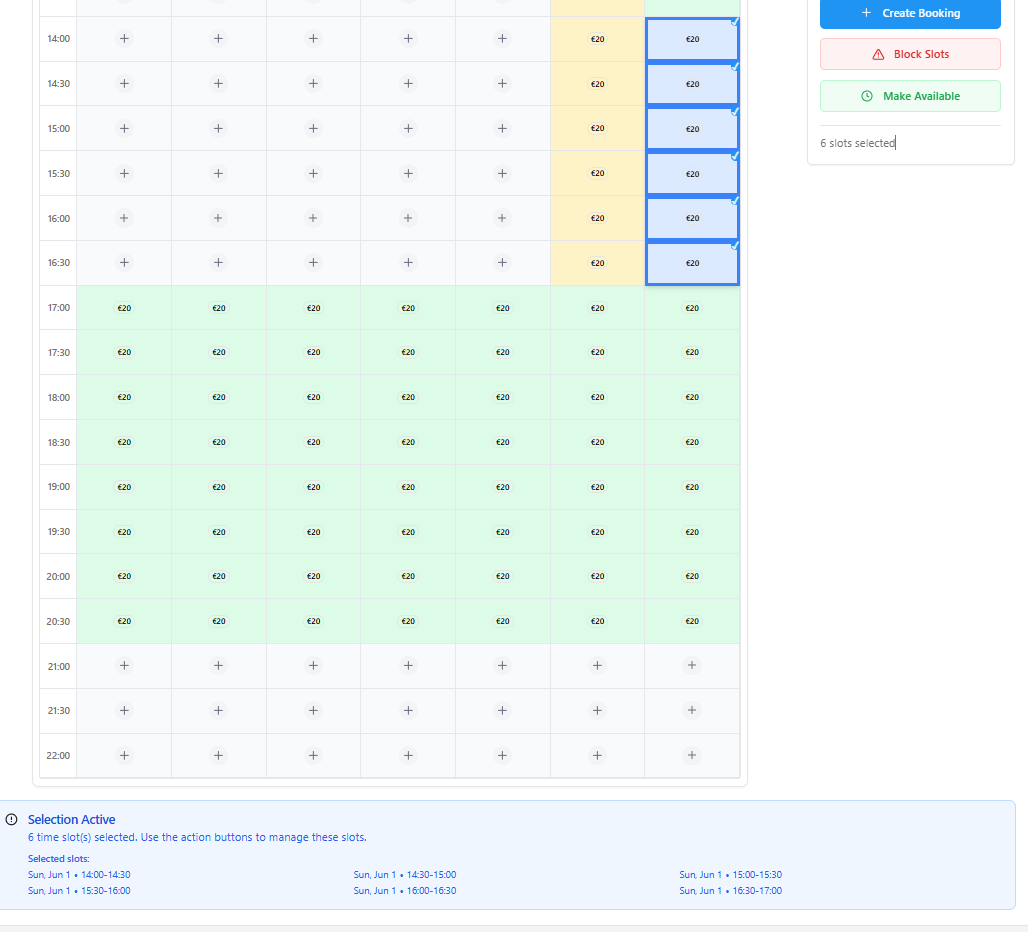 + Create Booking
14:00 + + + + + €20 €20
Block Slots
14:30 + + + + + €20 €20
Make Available
15:00 + + + + + €20 €20
6 slots selected
15:30 + + + + + €20 €20
16:00 + + + + + €20 €20
16:30 + + + + + €20 €20
17:00 €20 €20 €20 €20 €20 €20 €20
17:30 €20 €20 €20 €20 €20 €20 €20
18:00 €20 €20 €20 €20 €20 €20 €20
18:30 €20 €20 €20 €20 €20 €20 €20
19:00 €20 €20 €20 €20 €20 €20 €20
19:30 €20 €20 €20 €20 €20 €20 €20
20:00 €20 €20 €20 €20 €20 €20 €20
20:30 €20 €20 €20 €20 €20 €20 €20
21:00 + + + + + + +
21:30 + + + + + + +
22:00 + + + + + + +
Selection Active
6 time slot(s) selected. Use the action buttons to manage these slots.
Selected slots:
Sun, Jun 1 • 14:00-14:30 Sun, Jun 1 • 14:30-15:00 Sun, Jun 1 • 15:00-15:30
Sun, Jun 1 • 15:30-16:00 Sun, Jun 1 • 16:00-16:30 Sun, Jun 1 • 16:30-17:00